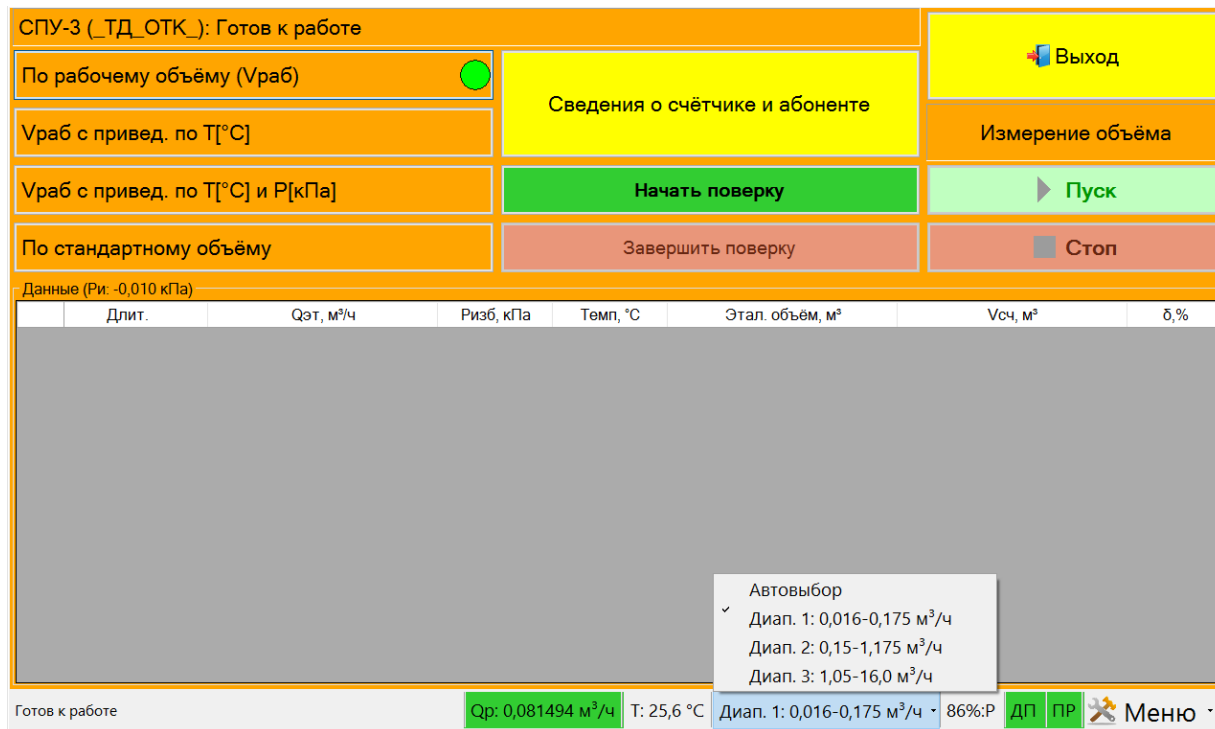 СПУ-3 (_ТД_ОТК_): Готов к работе
Выход
По рабочему объёму (Vраб)
Сведения о счётчике и абоненте
Vраб с привед. по T[°C]
Измерение объёма
Vраб с привед. по T[°C] и P[кПа]
Начать поверку
Пуск
По стандартному объёму
Завершить поверку
Стоп
Данные (Pи: -0,010 кПа)
Длит. Qэт, м³/ч Pизб, кПа Темп, °C Этал. объём, м³ Vсч, м³ δ,%
Автовыбор
Диап. 1: 0,016-0,175 м³/ч
Диап. 2: 0,15-1,175 м³/ч
Диап. 3: 1,05-16,0 м³/ч
Готов к работе Qр: 0,081494 м³/ч T: 25,6 °C Диап. 1: 0,016-0,175 м³/ч 86%:P ДП ПР Меню